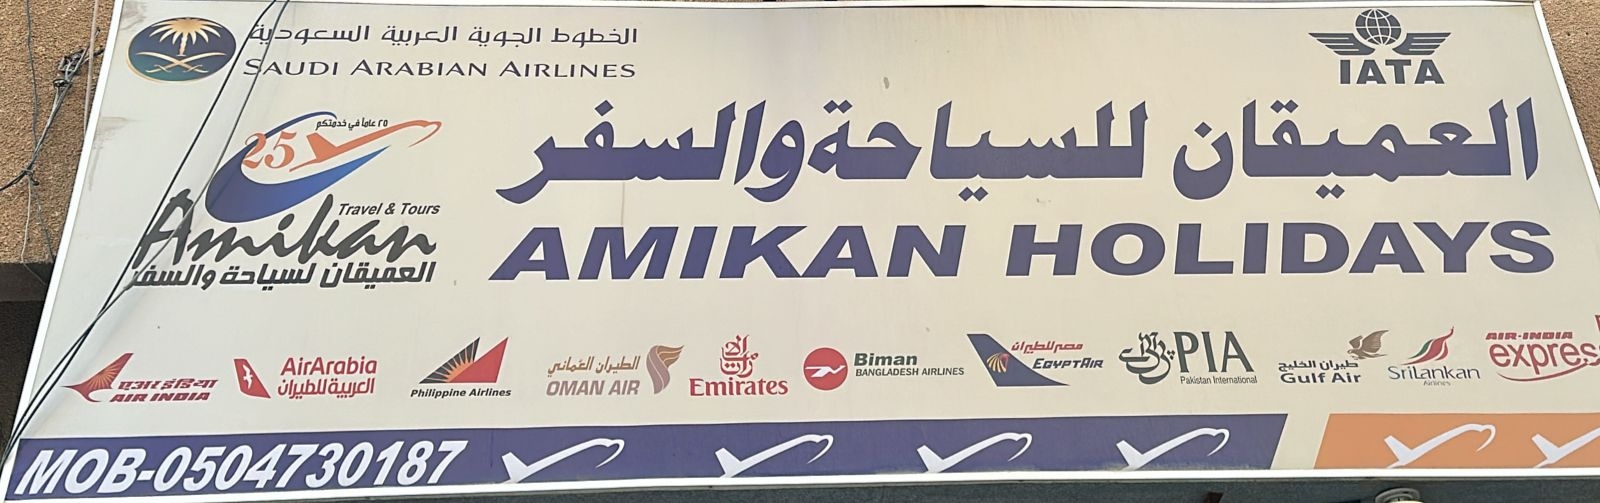 الخطوط الجوية العربية السعودية
SAUDI ARABIAN AIRLINES
IATA
٢٥ عاما في خدمتكم
25
Travel & Tours
Amikan
العميقان لسياحة والسفر
العميقان للسياحة والسفر
AMIKAN HOLIDAYS
एअर इंडिया
AIR INDIA
AirArabia
العربية للطيران
Philippine Airlines
الطيران العماني
OMAN AIR
Emirates
Biman
BANGLADESH AIRLINES
مصر للطيران
EGYPTAIR
PIA
Pakistan International
طيران الخليج
Gulf Air
SriLankan
Airlines
AIR-INDIA
express
MOB-0504730187